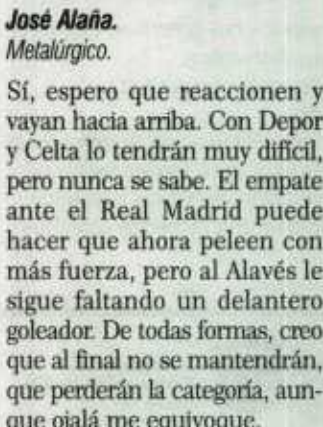 José Alaña.
Metalúrgico.
Sí, espero que reaccionen y
vayan hacia arriba. Con Depor
y Celta lo tendrán muy difícil,
pero nunca se sabe. El empate
ante el Real Madrid puede
hacer que ahora peleen con
más fuerza, pero al Alavés le
sigue faltando un delantero
goleador. De todas formas, creo
que al final no se mantendrán,
que perderán la categoría, aun-
que ojalá me equivoque.